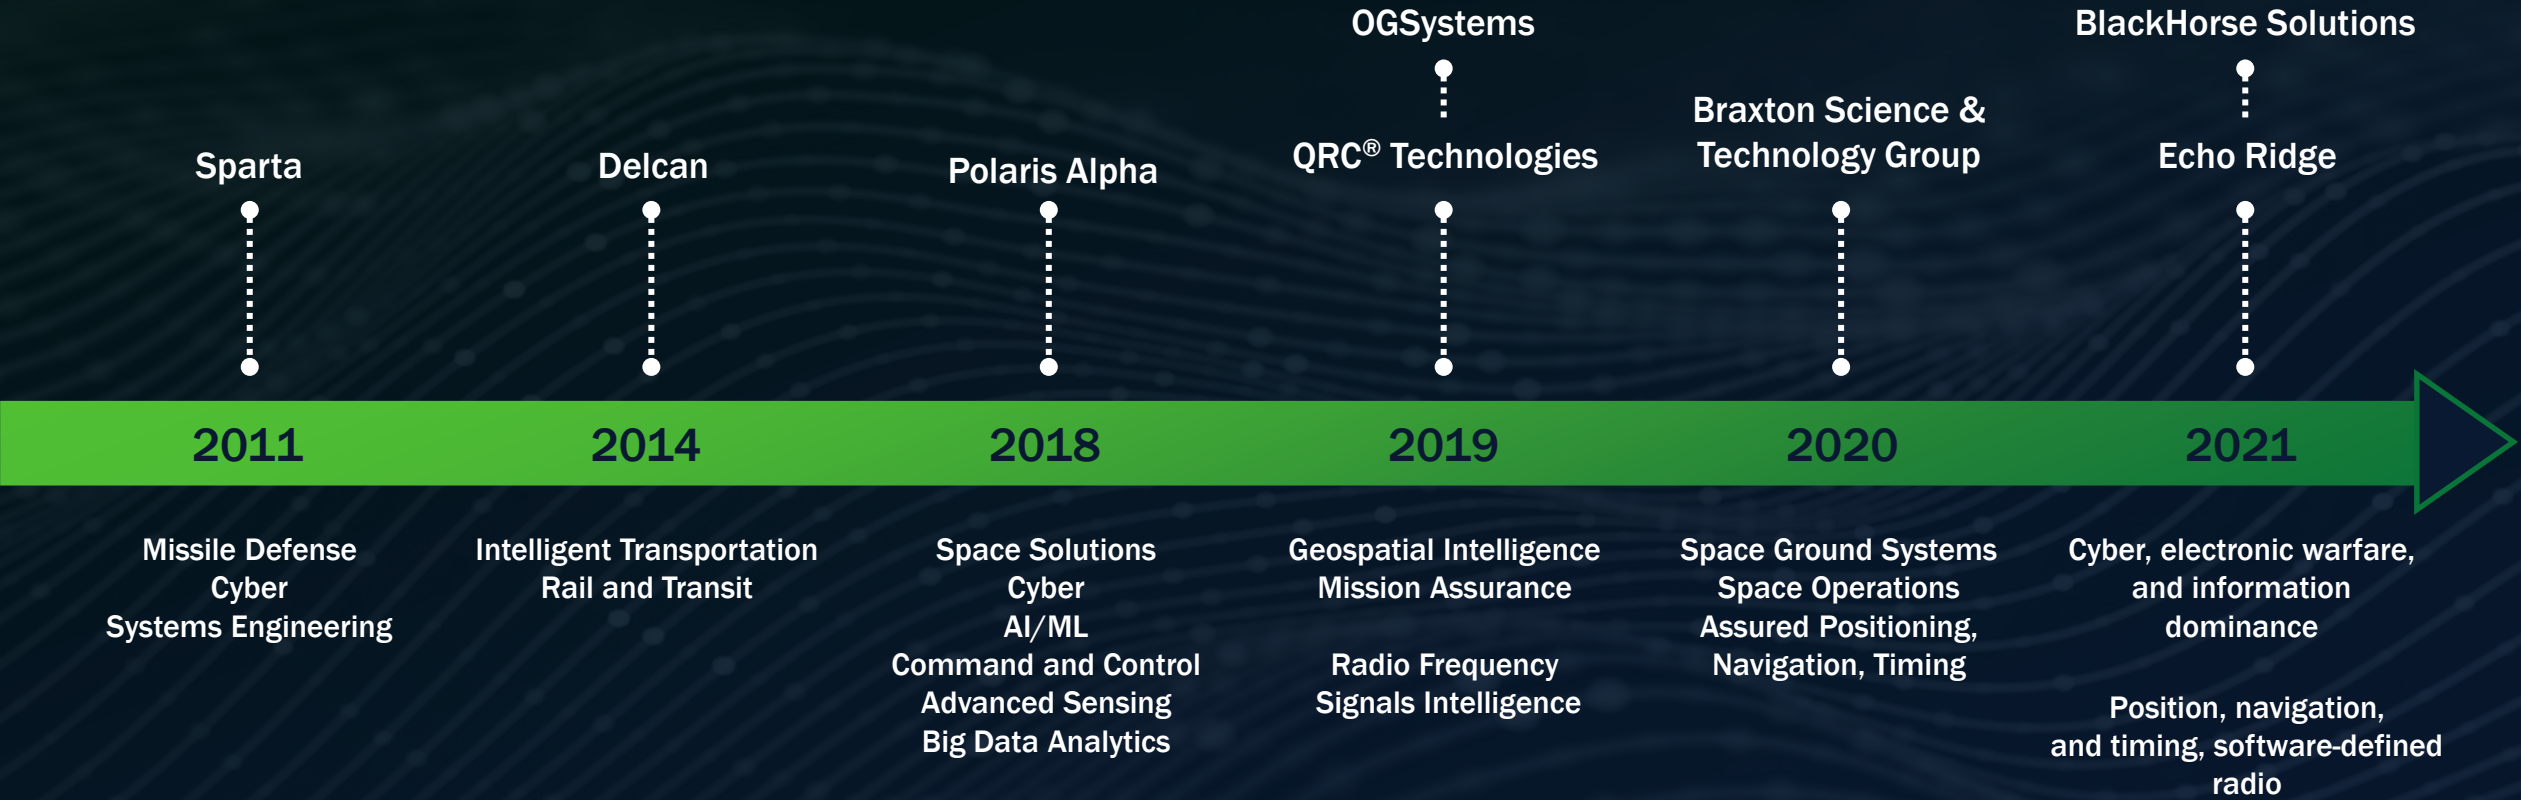 OGSystems
BlackHorse Solutions
Braxton Science &
Technology Group
Sparta
Delcan
Polaris Alpha
QRC® Technologies
Echo Ridge
2011
2014
2018
2019
2020
2021
Missile Defense
Cyber
Systems Engineering
Intelligent Transportation
Rail and Transit
Space Solutions
Cyber
AI/ML
Command and Control
Advanced Sensing
Big Data Analytics
Geospatial Intelligence
Mission Assurance
Radio Frequency
Signals Intelligence
Space Ground Systems
Space Operations
Assured Positioning,
Navigation, Timing
Cyber, electronic warfare,
and information
dominance
Position, navigation,
and timing, software-defined
radio